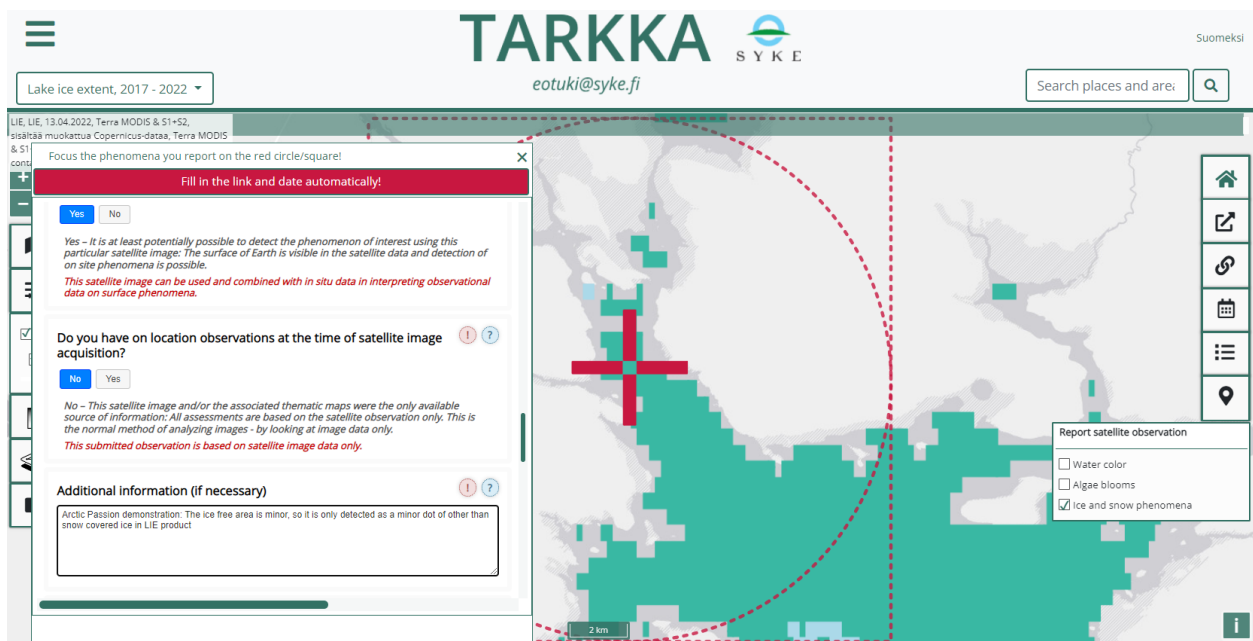 TARKKA
SYKE
Suomeksi
Lake ice extent, 2017 - 2022
eotuki@syke.fi
Search places and area
LIE, LIE, 13.04.2022, Terra MODIS & S1+S2,
sisältää muokattua Copernicus-dataa, Terra MODIS
& S1
Focus the phenomena you report on the red circle/square!
Fill in the link and date automatically!
Yes No
Yes – It is at least potentially possible to detect the phenomenon of interest using this
particular satellite image: The surface of Earth is visible in the satellite data and detection of
on site phenomena is possible.
This satellite image can be used and combined with in situ data in interpreting observational
data on surface phenomena.
Do you have on location observations at the time of satellite image
acquisition?
No Yes
No – This satellite image and/or the associated thematic maps were the only available
source of information: All assessments are based on the satellite observation only. This is
the normal method of analyzing images - by looking at image data only.
This submitted observation is based on satellite image data only.
Additional information (if necessary)
Arctic Passion demonstration: The ice free area is minor, so it is only detected as a minor dot of other than
snow covered ice in LIE product
Report satellite observation
Water color
Algae blooms
Ice and snow phenomena
2 km